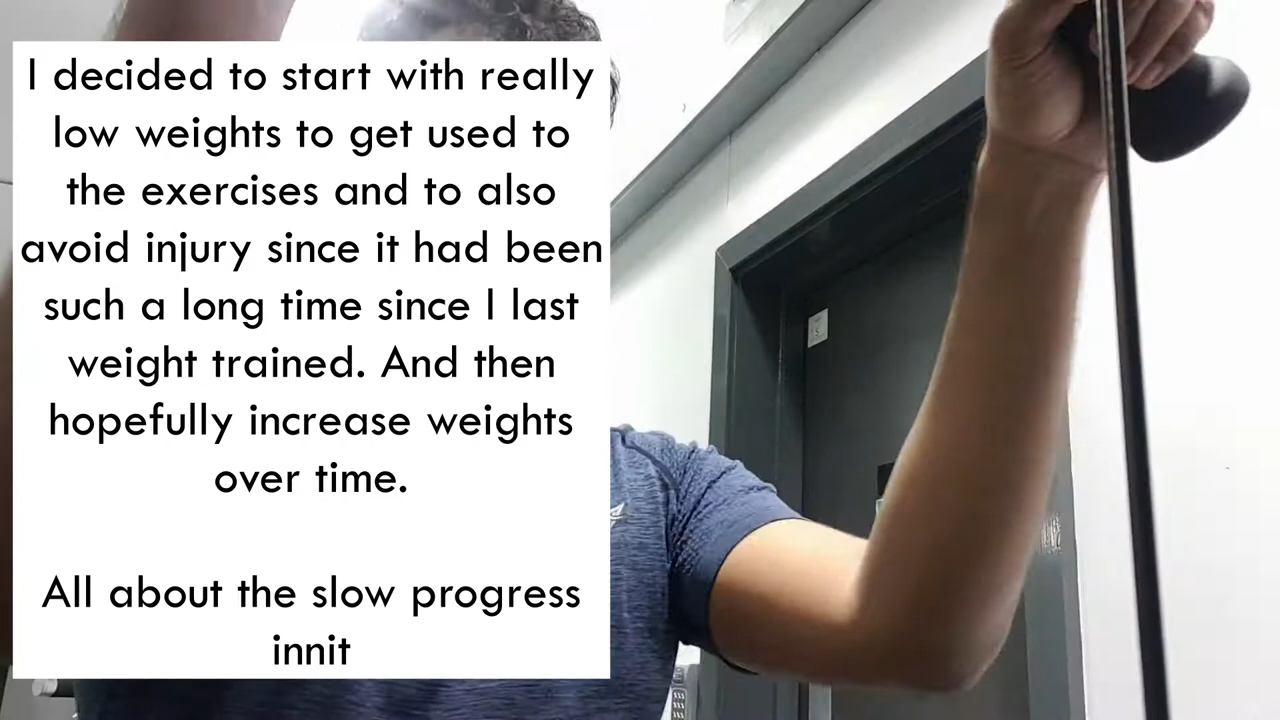 I decided to start with really
low weights to get used to
the exercises and to also
avoid injury since it had been
such a long time since I last
weight trained. And then
hopefully increase weights
over time.
All about the slow progress
innit